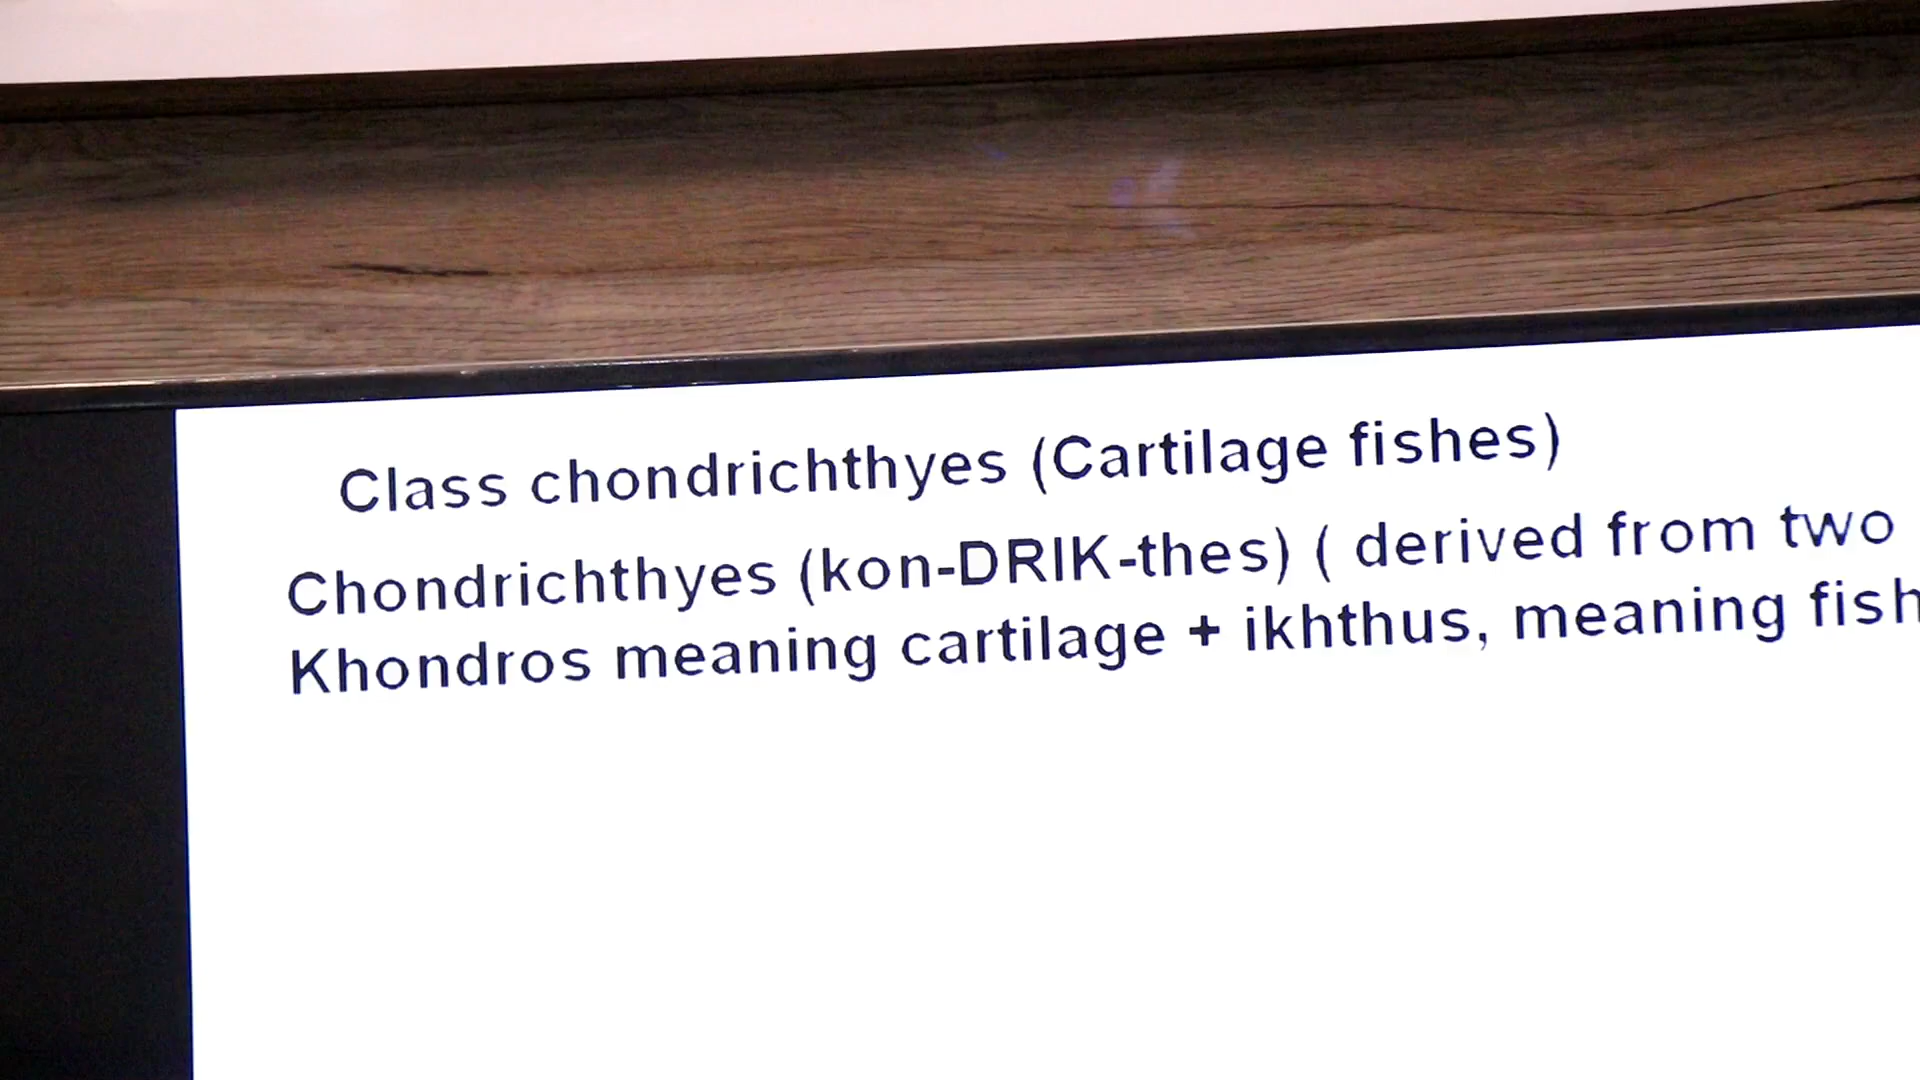 Class chondrichthyes (Cartilage fishes)
Chondrichthyes (kon-DRIK-thes) ( derived from two
Khondros meaning cartilage + ikhthus, meaning fish